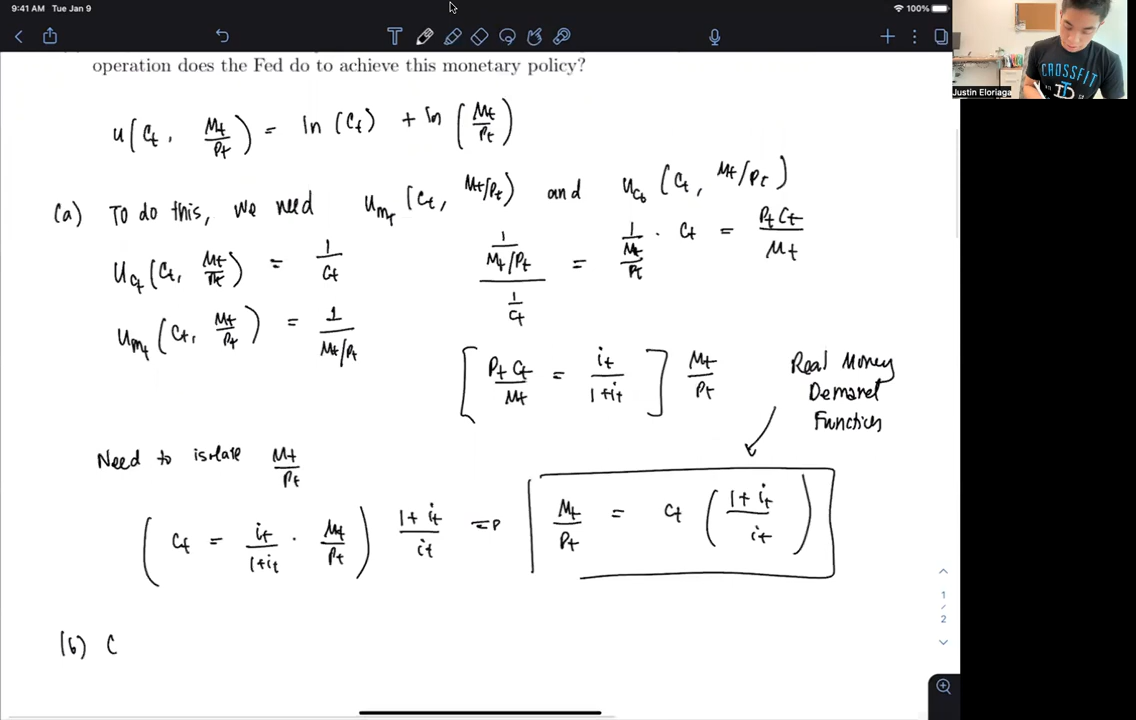 9:41 AM Tue Jan 9
100%
operation does the Fed do to achieve this monetary policy?
u(Ct, Mt/Pt) = ln (Ct) + ln (Mt/Pt)
(a) To do this, we need umt (Ct, Mt/Pt) and uct (Ct, Mt/Pt)
uct (Ct, Mt/Pt) = 1/Ct
(1/(Mt/Pt))/(1/Ct) = 1/(Mt/Pt) · Ct = PtCt/Mt
umt (Ct, Mt/Pt) = 1/(Mt/Pt)
[PtCt/Mt = it/(1+it)] Mt/Pt
Real Money
Demand
Function
Need to isolate Mt/Pt
(Ct = it/(1+it) · Mt/Pt) (1+it)/it => Mt/Pt = Ct ((1+it)/it)
(b) C
1
/
2
Justin Eloriaga
CROSSFIT